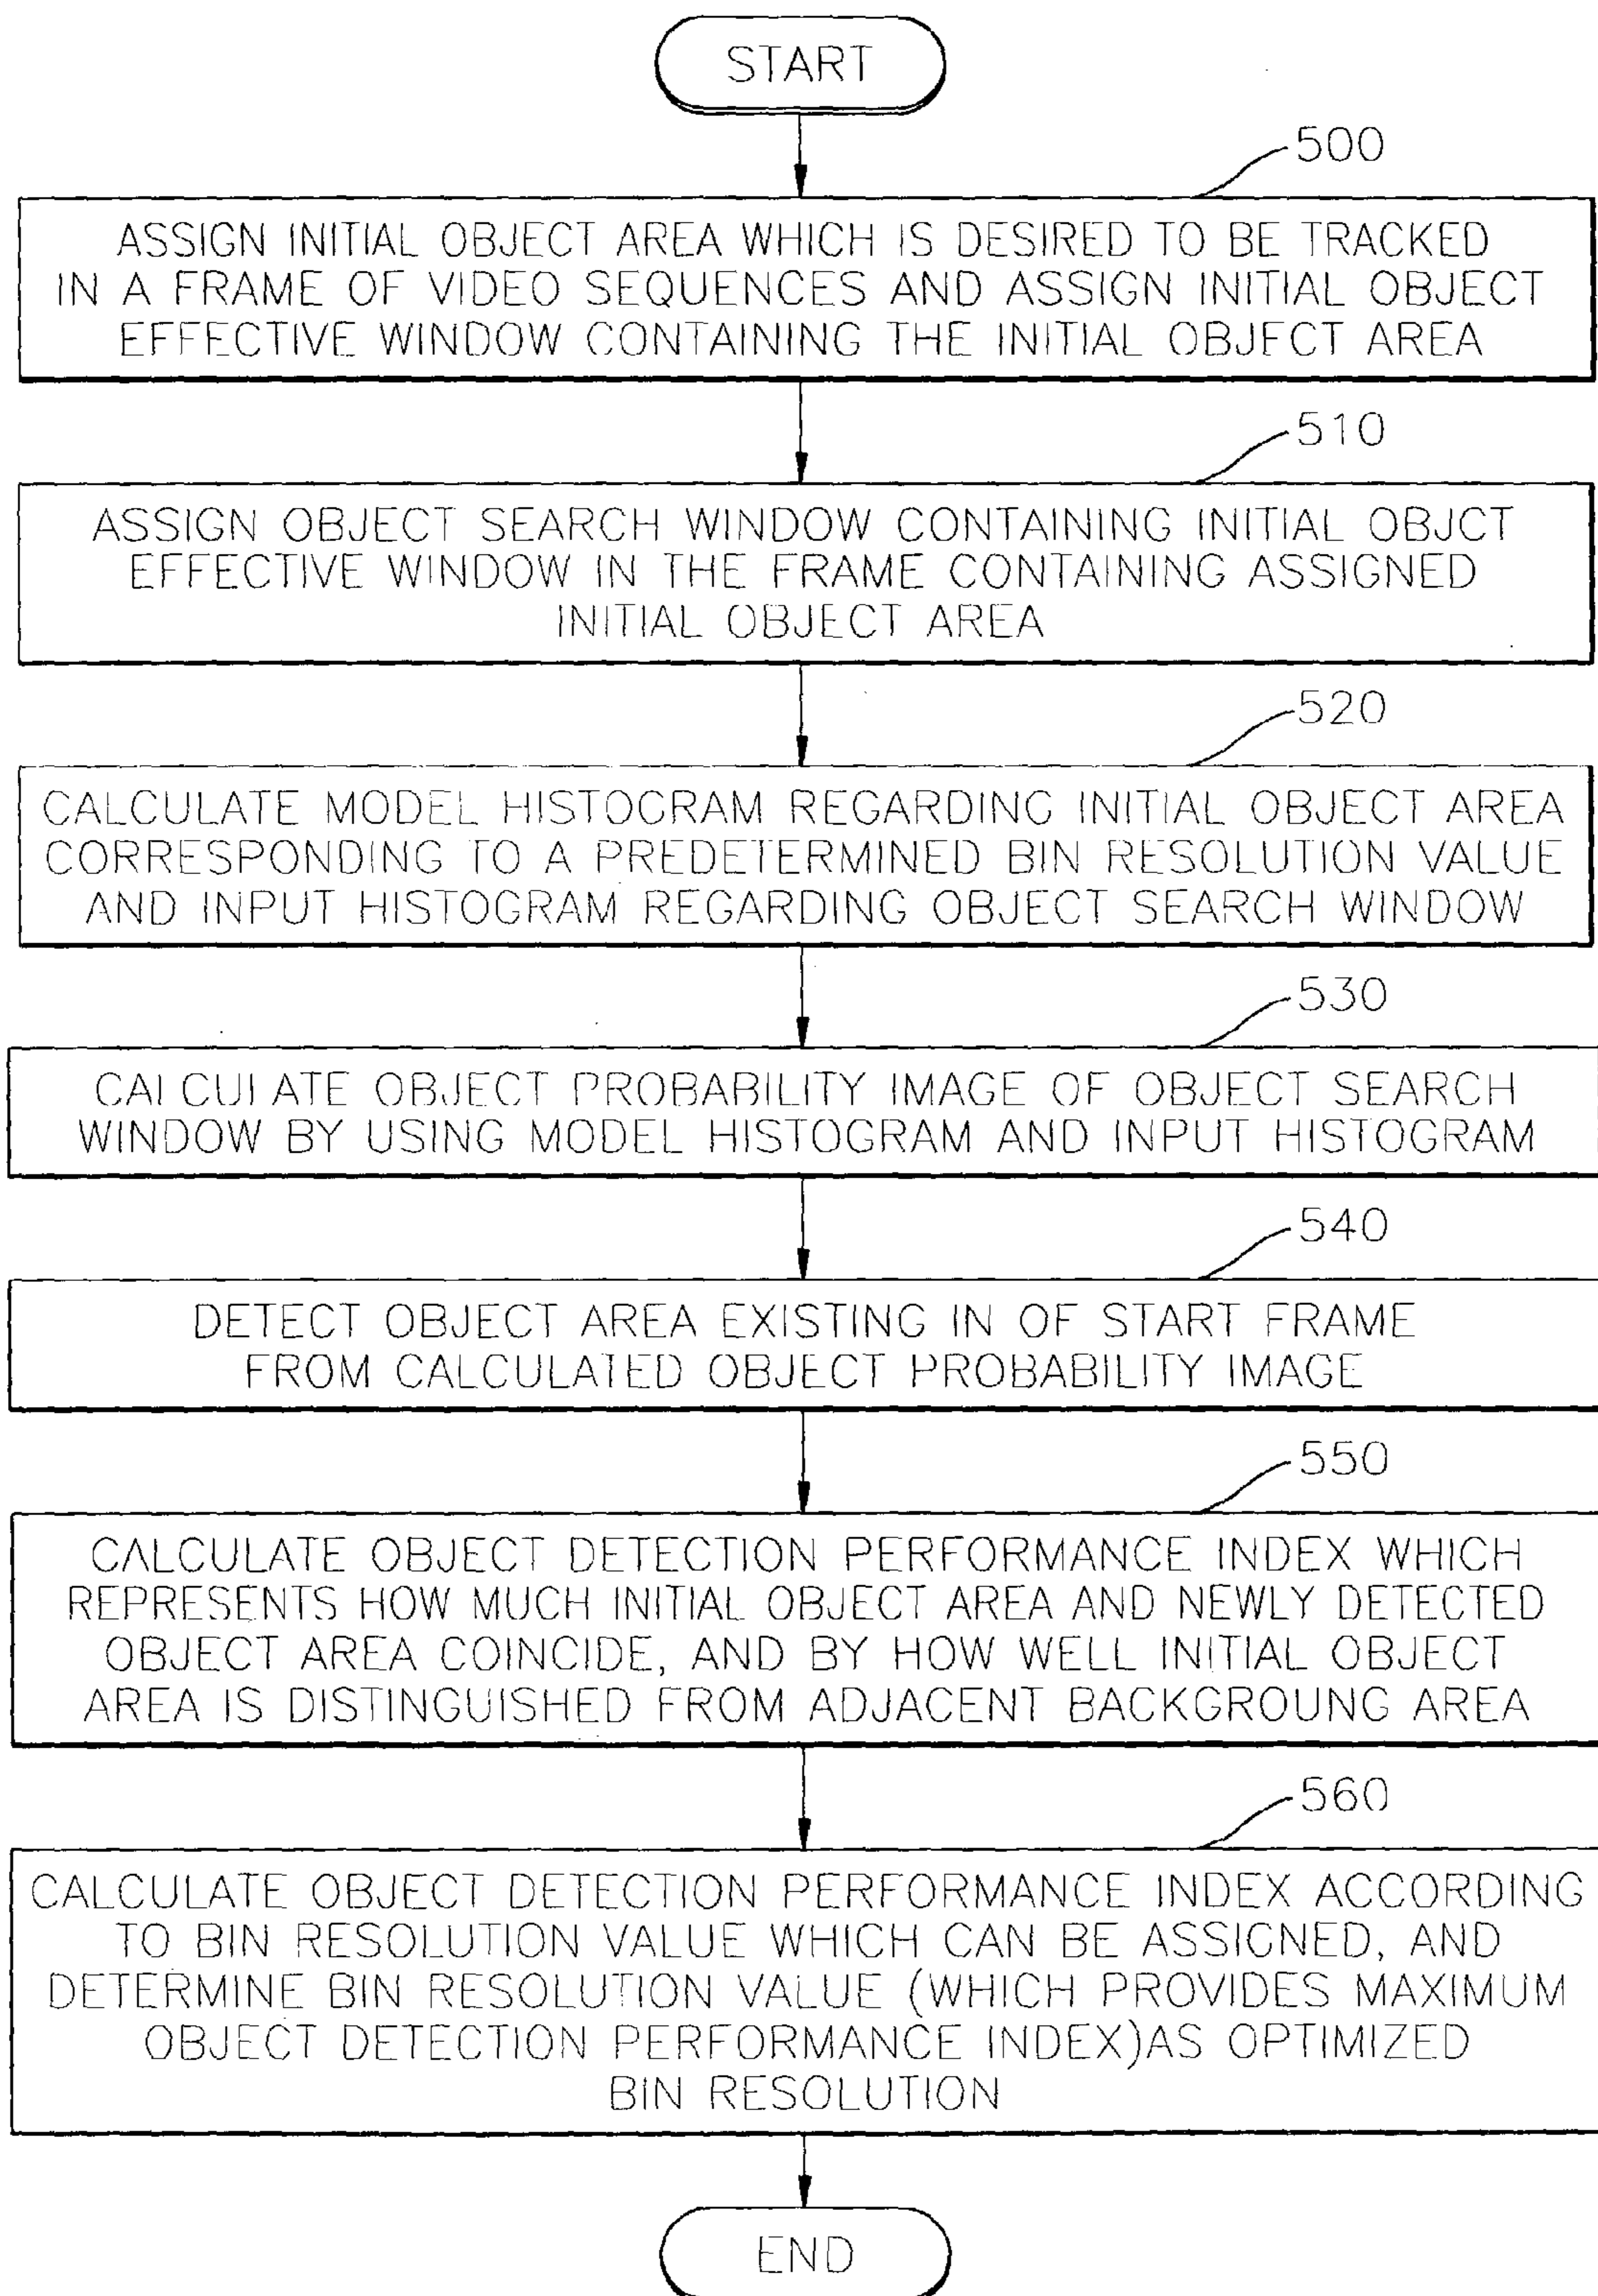 START
500
ASSIGN INITIAL OBJECT AREA WHICH IS DESIRED TO BE TRACKED
IN A FRAME OF VIDEO SEQUENCES AND ASSIGN INITIAL OBJECT
EFFECTIVE WINDOW CONTAINING THE INITIAL OBJECT AREA
510
ASSIGN OBJECT SEARCH WINDOW CONTAINING INITIAL OBJCT
EFFECTIVE WINDOW IN THE FRAME CONTAINING ASSIGNED
INITIAL OBJECT AREA
520
CALCULATE MODEL HISTOGRAM REGARDING INITIAL OBJECT AREA
CORRESPONDING TO A PREDETERMINED BIN RESOLUTION VALUE
AND INPUT HISTOGRAM REGARDING OBJECT SEARCH WINDOW
530
CALCULATE OBJECT PROBABILITY IMAGE OF OBJECT SEARCH
WINDOW BY USING MODEL HISTOGRAM AND INPUT HISTOGRAM
540
DETECT OBJECT AREA EXISTING IN OF START FRAME
FROM CALCULATED OBJECT PROBABILITY IMAGE
550
CALCULATE OBJECT DETECTION PERFORMANCE INDEX WHICH
REPRESENTS HOW MUCH INITIAL OBJECT AREA AND NEWLY DETECTED
OBJECT AREA COINCIDE, AND BY HOW WELL INITIAL OBJECT
AREA IS DISTINGUISHED FROM ADJACENT BACKGROUNG AREA
560
CALCULATE OBJECT DETECTION PERFORMANCE INDEX ACCORDING
TO BIN RESOLUTION VALUE WHICH CAN BE ASSIGNED, AND
DETERMINE BIN RESOLUTION VALUE (WHICH PROVIDES MAXIMUM
OBJECT DETECTION PERFORMANCE INDEX)AS OPTIMIZED
BIN RESOLUTION
END